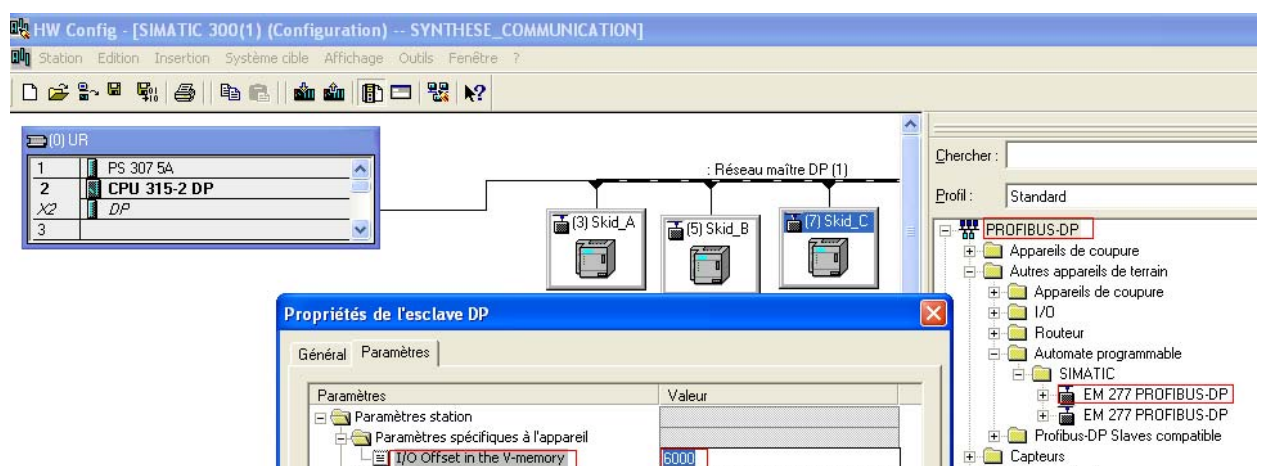 HW Config - [SIMATIC 300(1) (Configuration) -- SYNTHESE_COMMUNICATION]
Station Edition Insertion Système cible Affichage Outils Fenêtre ?
(0) UR
1 PS 307 5A
2 CPU 315-2 DP
X2 DP
3
: Réseau maître DP (1)
(3) Skid_A
(5) Skid_B
(7) Skid_C
Chercher :
Profil : Standard
PROFIBUS-DP
Appareils de coupure
Autres appareils de terrain
Appareils de coupure
I/O
Routeur
Automate programmable
SIMATIC
EM 277 PROFIBUS-DP
EM 277 PROFIBUS-DP
Profibus-DP Slaves compatible
Capteurs
Propriétés de l'esclave DP
Général Paramètres
Paramètres Valeur
Paramètres station
Paramètres spécifiques à l'appareil
I/O Offset in the V-memory 6000